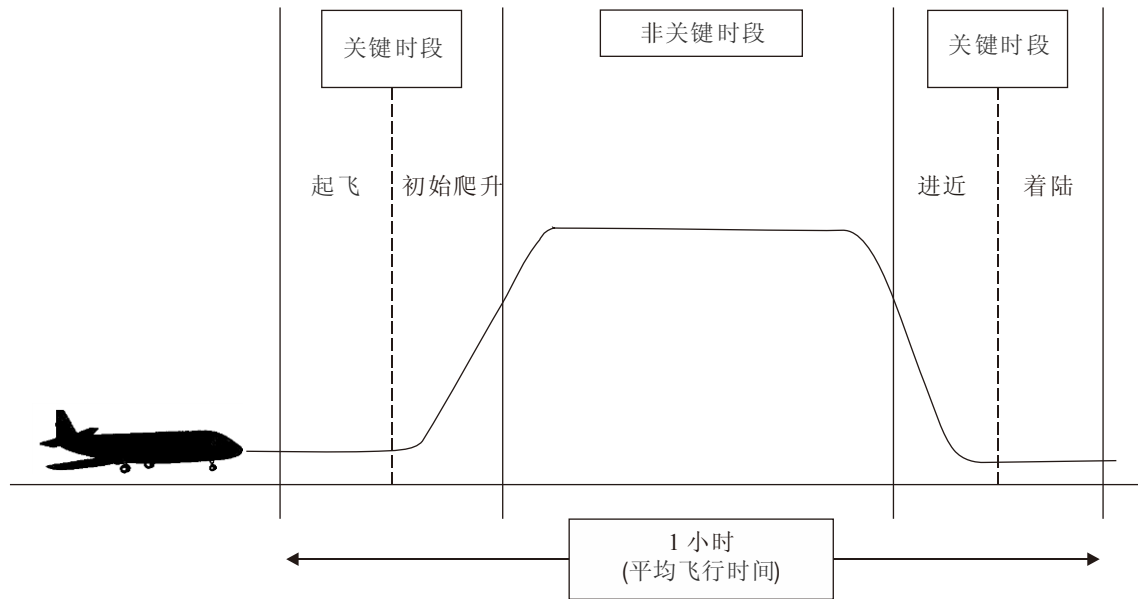 关键时段
非关键时段
关键时段
起飞
初始爬升
进近
着陆
1 小时
(平均飞行时间)